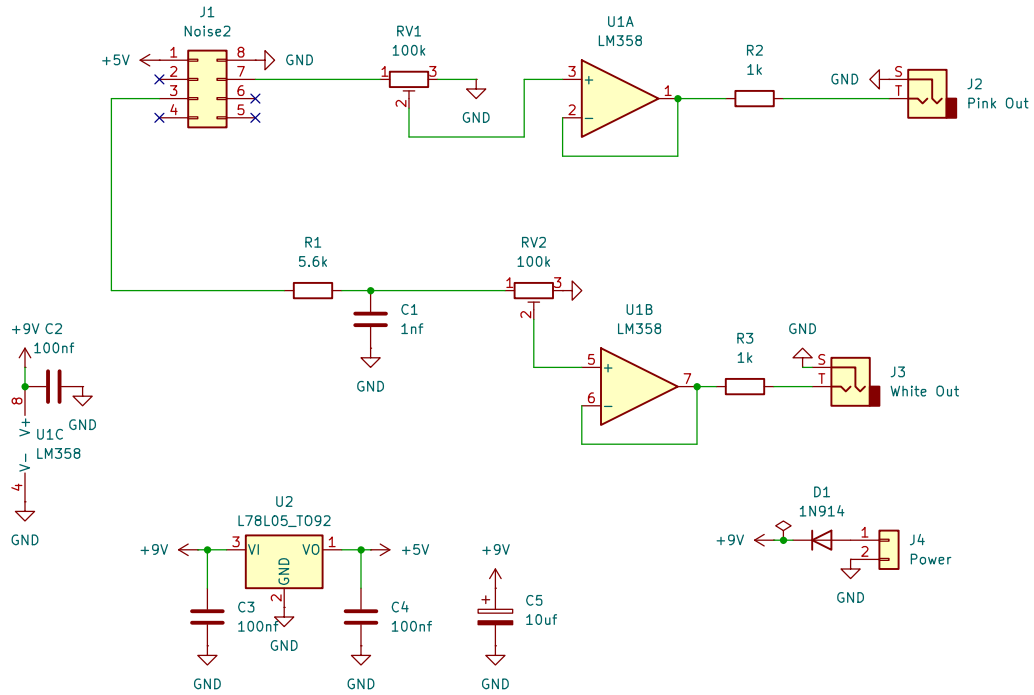 J1
Noise2
+5V
1
2
3
4
8
7
6
5
GND
RV1
100k
1
3
2
GND
U1A
LM358
3
+
2
−
1
R2
1k
GND
S
T
J2
Pink Out
R1
5.6k
C1
1nf
GND
RV2
100k
1
3
2
U1B
LM358
5
+
6
−
7
R3
1k
GND
S
T
J3
White Out
+9V
C2
100nf
GND
8
V+
U1C
LM358
V−
4
GND
U2
L78L05_TO92
+9V
3
VI
VO
1
+5V
GND
2
GND
C3
100nf
GND
C4
100nf
GND
+9V
+
C5
10uf
GND
D1
1N914
+9V
1
2
J4
Power
GND